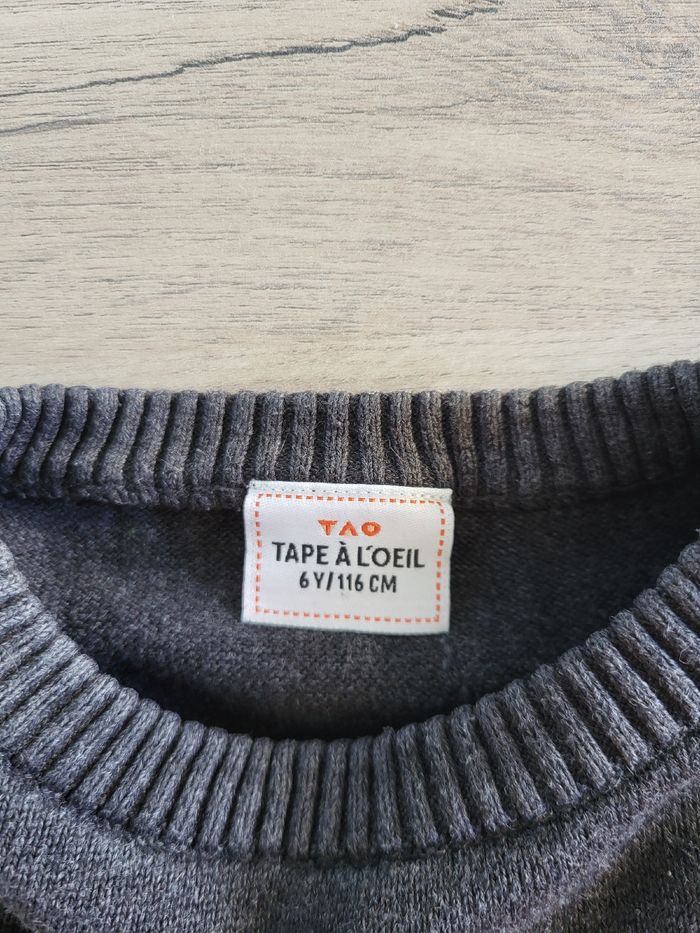 TAO
TAPE À L'OEIL
6 Y/116 CM